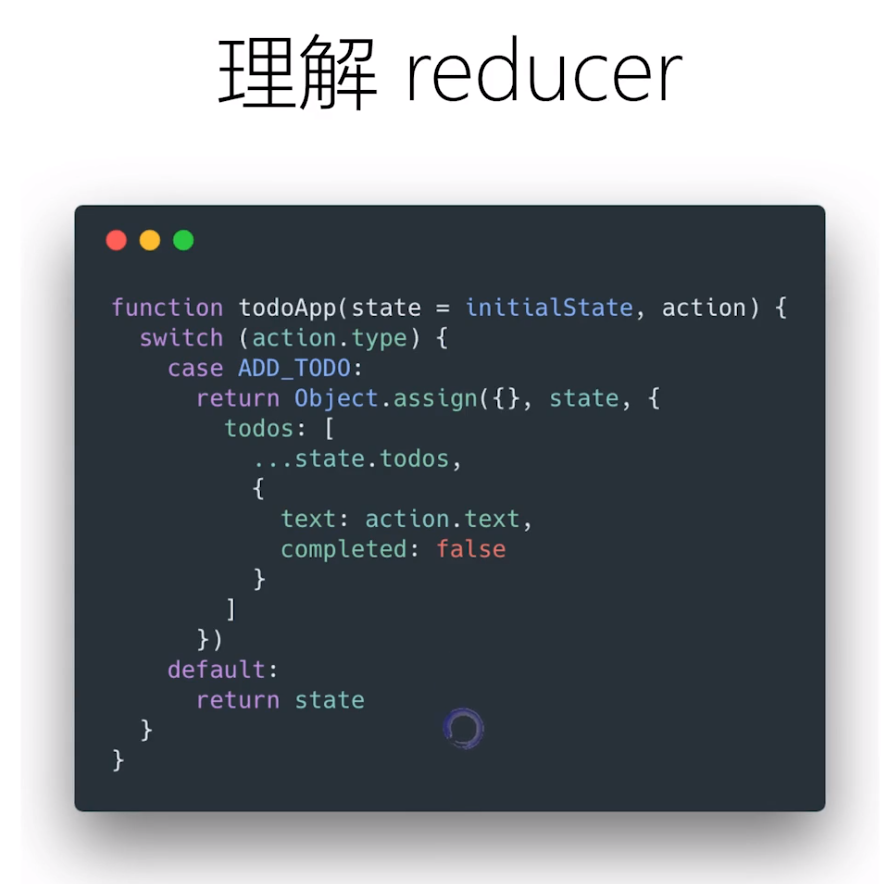 理解 reducer
function todoApp(state = initialState, action) {
  switch (action.type) {
    case ADD_TODO:
      return Object.assign({}, state, {
        todos: [
          ...state.todos,
          {
            text: action.text,
            completed: false
          }
        ]
      })
    default:
      return state
  }
}